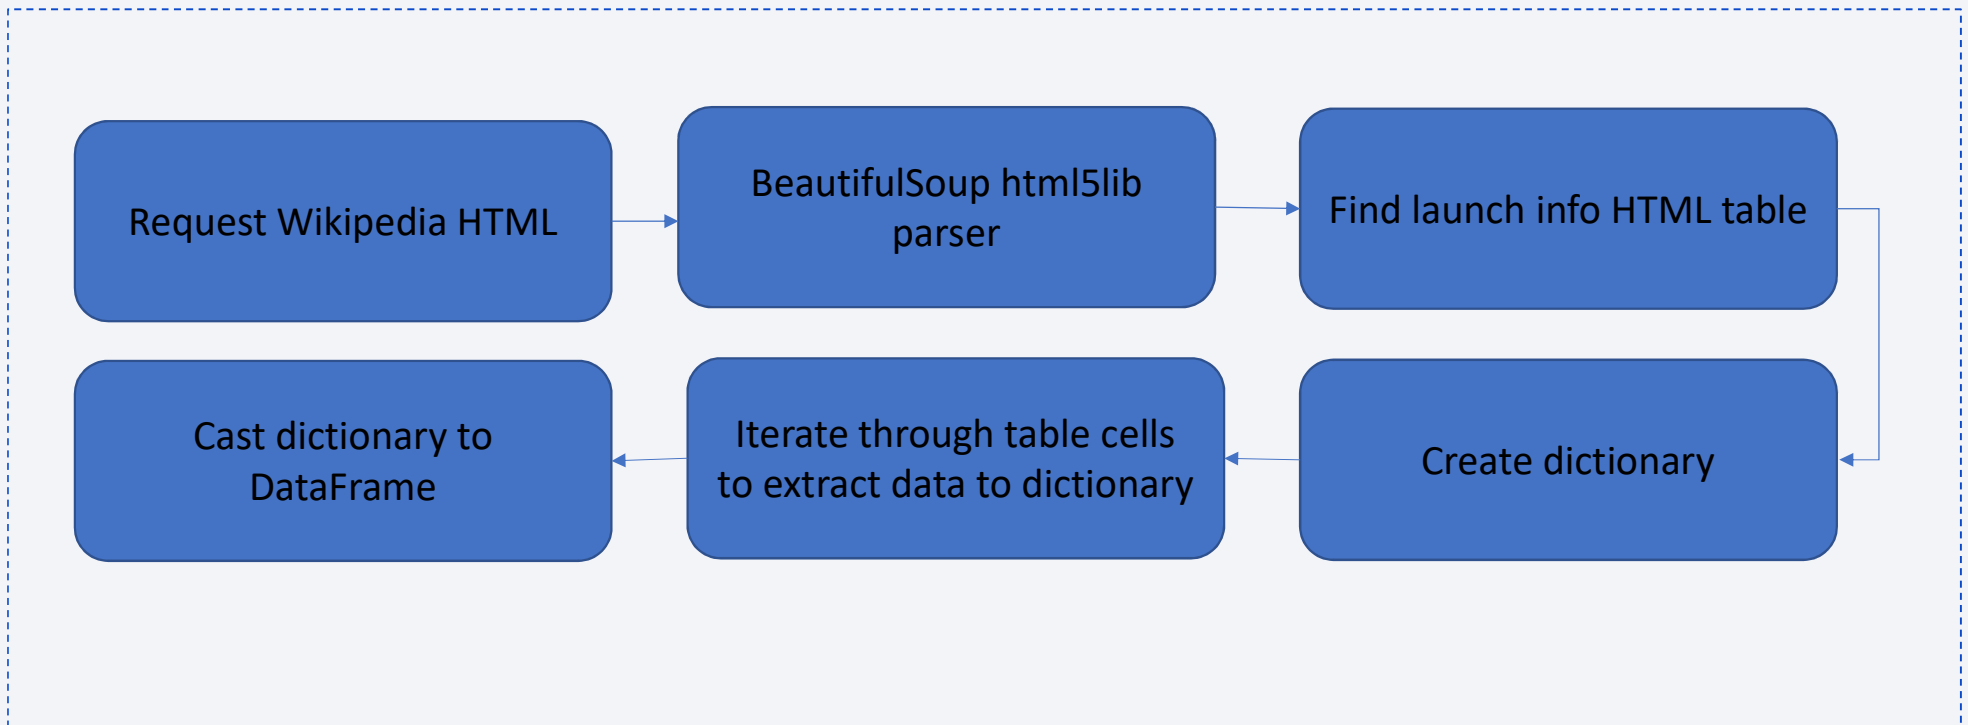 Request Wikipedia HTML
BeautifulSoup html5lib
parser
Find launch info HTML table
Create dictionary
Iterate through table cells
to extract data to dictionary
Cast dictionary to
DataFrame